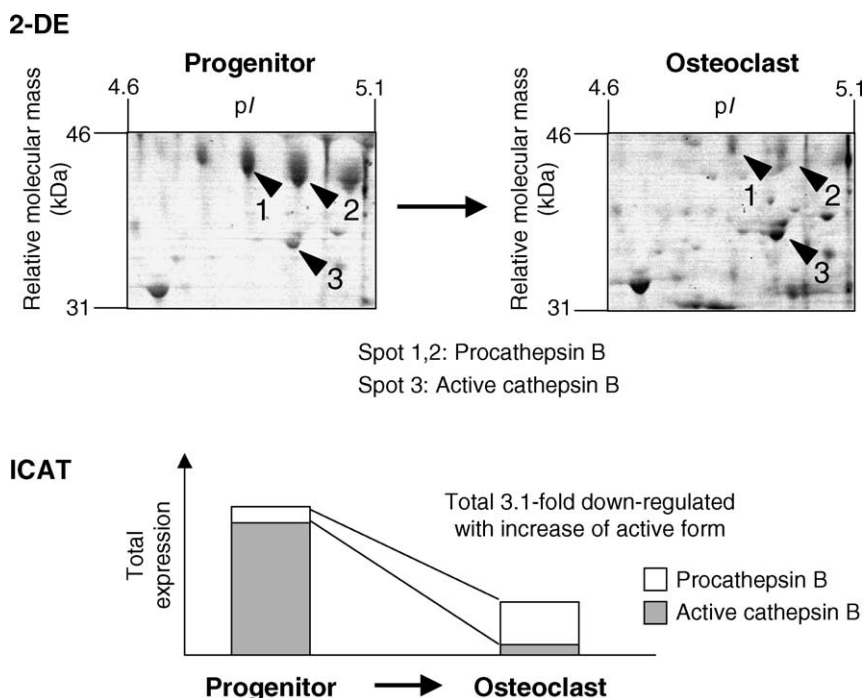 2-DE
Progenitor
Osteoclast
4.6
5.1
pI
4.6
5.1
pI
Relative molecular mass
(kDa)
46
31
1
2
3
Relative molecular mass
(kDa)
46
31
1
2
3
Spot 1,2: Procathepsin B
Spot 3: Active cathepsin B
ICAT
Total
expression
Total 3.1-fold down-regulated
with increase of active form
Procathepsin B
Active cathepsin B
Progenitor
Osteoclast